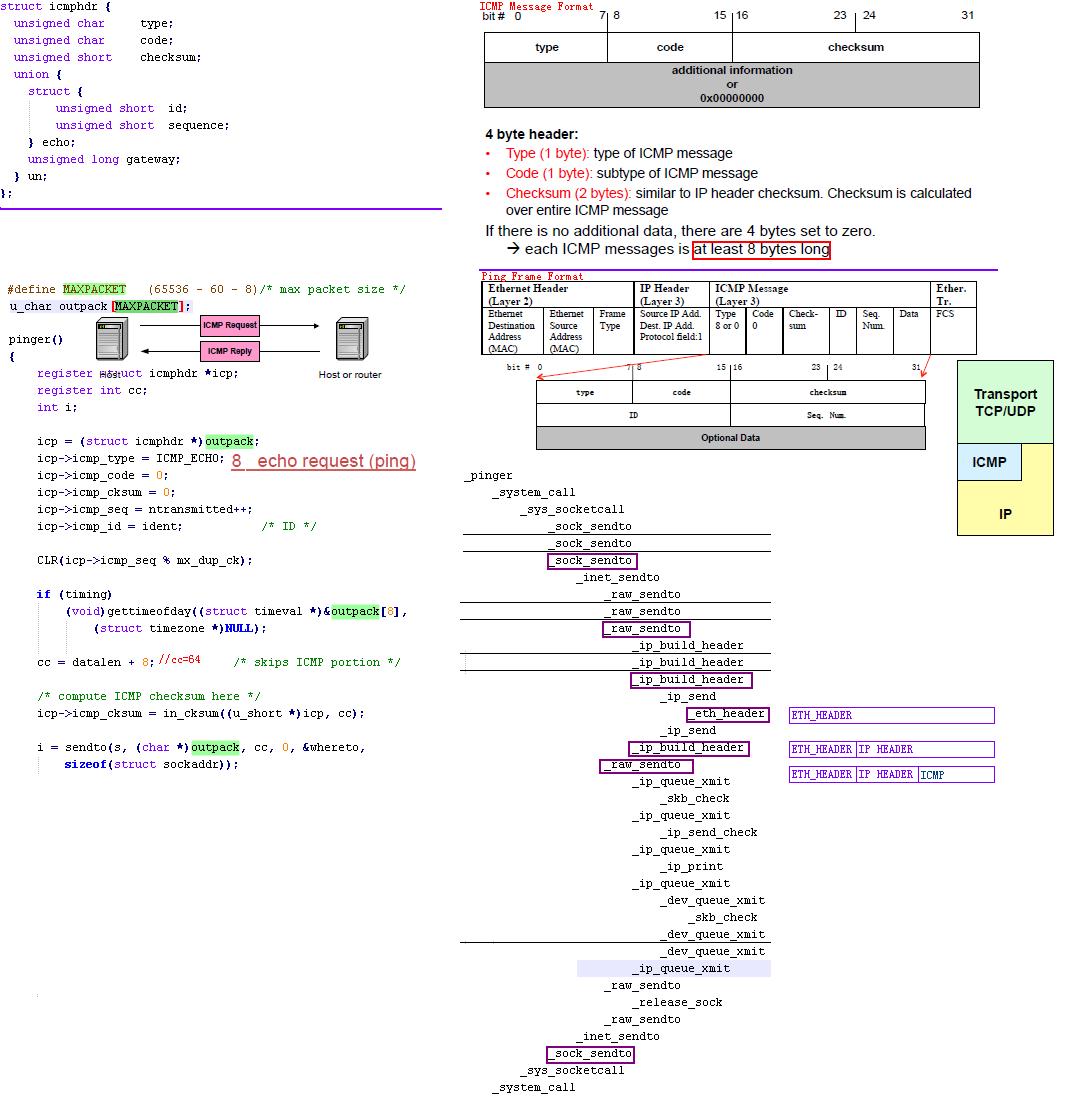 struct icmphdr {
unsigned char type;
unsigned char code;
unsigned short checksum;
union {
struct {
unsigned short id;
unsigned short sequence;
} echo;
unsigned long gateway;
} un;
};
ICMP Message Format
bit # 0 7 8 15 16 23 24 31
type code checksum
additional information
or
0x00000000
4 byte header:
• Type (1 byte): type of ICMP message
• Code (1 byte): subtype of ICMP message
• Checksum (2 bytes): similar to IP header checksum. Checksum is calculated
over entire ICMP message
If there is no additional data, there are 4 bytes set to zero.
→ each ICMP messages is at least 8 bytes long
#define MAXPACKET (65536 - 60 - 8)/* max packet size */
u_char outpack[MAXPACKET];
ICMP Request
ICMP Reply
Host
Host or router
pinger()
{
register struct icmphdr *icp;
register int cc;
int i;
icp = (struct icmphdr *)outpack;
icp->icmp_type = ICMP_ECHO; 8 echo request (ping)
icp->icmp_code = 0;
icp->icmp_cksum = 0;
icp->icmp_seq = ntransmitted++;
icp->icmp_id = ident; /* ID */
CLR(icp->icmp_seq % mx_dup_ck);
if (timing)
(void)gettimeofday((struct timeval *)&outpack[8],
(struct timezone *)NULL);
cc = datalen + 8; //cc=64 /* skips ICMP portion */
/* compute ICMP checksum here */
icp->icmp_cksum = in_cksum((u_short *)icp, cc);
i = sendto(s, (char *)outpack, cc, 0, &whereto,
sizeof(struct sockaddr));
Ping Frame Format
Ethernet Header
(Layer 2)
IP Header
(Layer 3)
ICMP Message
(Layer 3)
Ether.
Tr.
Ethernet
Destination
Address
(MAC)
Ethernet
Source
Address
(MAC)
Frame
Type
Source IP Add.
Dest. IP Add.
Protocol field:1
Type
8 or 0
Code
0
Check-
sum
ID
Seq.
Num.
Data
FCS
bit # 0 7 8 15 16 23 24 31
type code checksum
ID Seq. Num.
Optional Data
Transport
TCP/UDP
ICMP
IP
_pinger
_system_call
_sys_socketcall
_sock_sendto
_sock_sendto
_sock_sendto
_inet_sendto
_raw_sendto
_raw_sendto
_raw_sendto
_ip_build_header
_ip_build_header
_ip_build_header
_ip_send
_eth_header ETH_HEADER
_ip_send
_ip_build_header ETH_HEADER IP HEADER
_raw_sendto ETH_HEADER IP HEADER ICMP
_ip_queue_xmit
_skb_check
_ip_queue_xmit
_ip_send_check
_ip_queue_xmit
_ip_print
_ip_queue_xmit
_dev_queue_xmit
_skb_check
_dev_queue_xmit
_dev_queue_xmit
_ip_queue_xmit
_raw_sendto
_release_sock
_raw_sendto
_inet_sendto
_sock_sendto
_sys_socketcall
_system_call